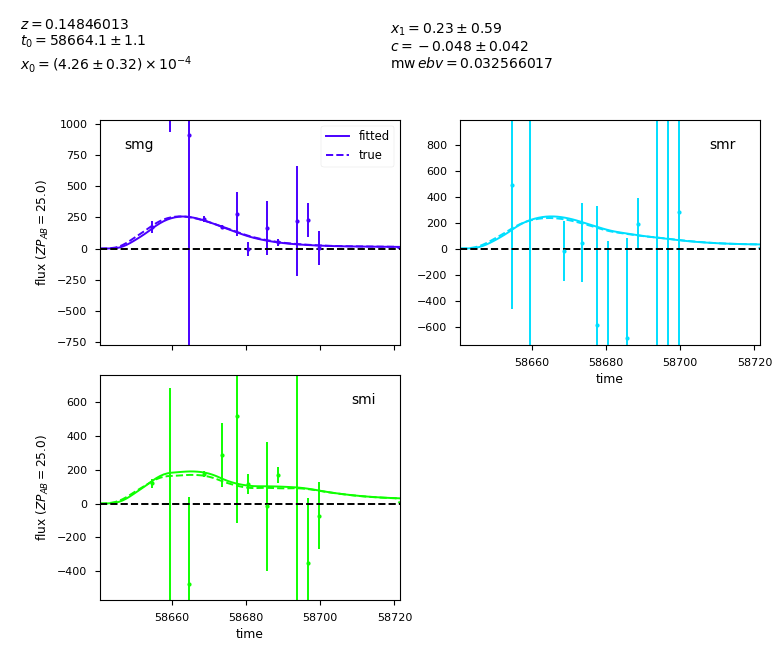 z = 0.14846013
t₀ = 58664.1 ± 1.1
x₀ = (4.26 ± 0.32) × 10⁻⁴
x₁ = 0.23 ± 0.59
c = −0.048 ± 0.042
mw ebv = 0.032566017
smg
fitted
true
1000
750
500
250
0
−250
−500
−750
flux (ZP_AB = 25.0)
smr
800
600
400
200
0
−200
−400
−600
58660 58680 58700 58720
time
smi
600
400
200
0
−200
−400
flux (ZP_AB = 25.0)
58660 58680 58700 58720
time